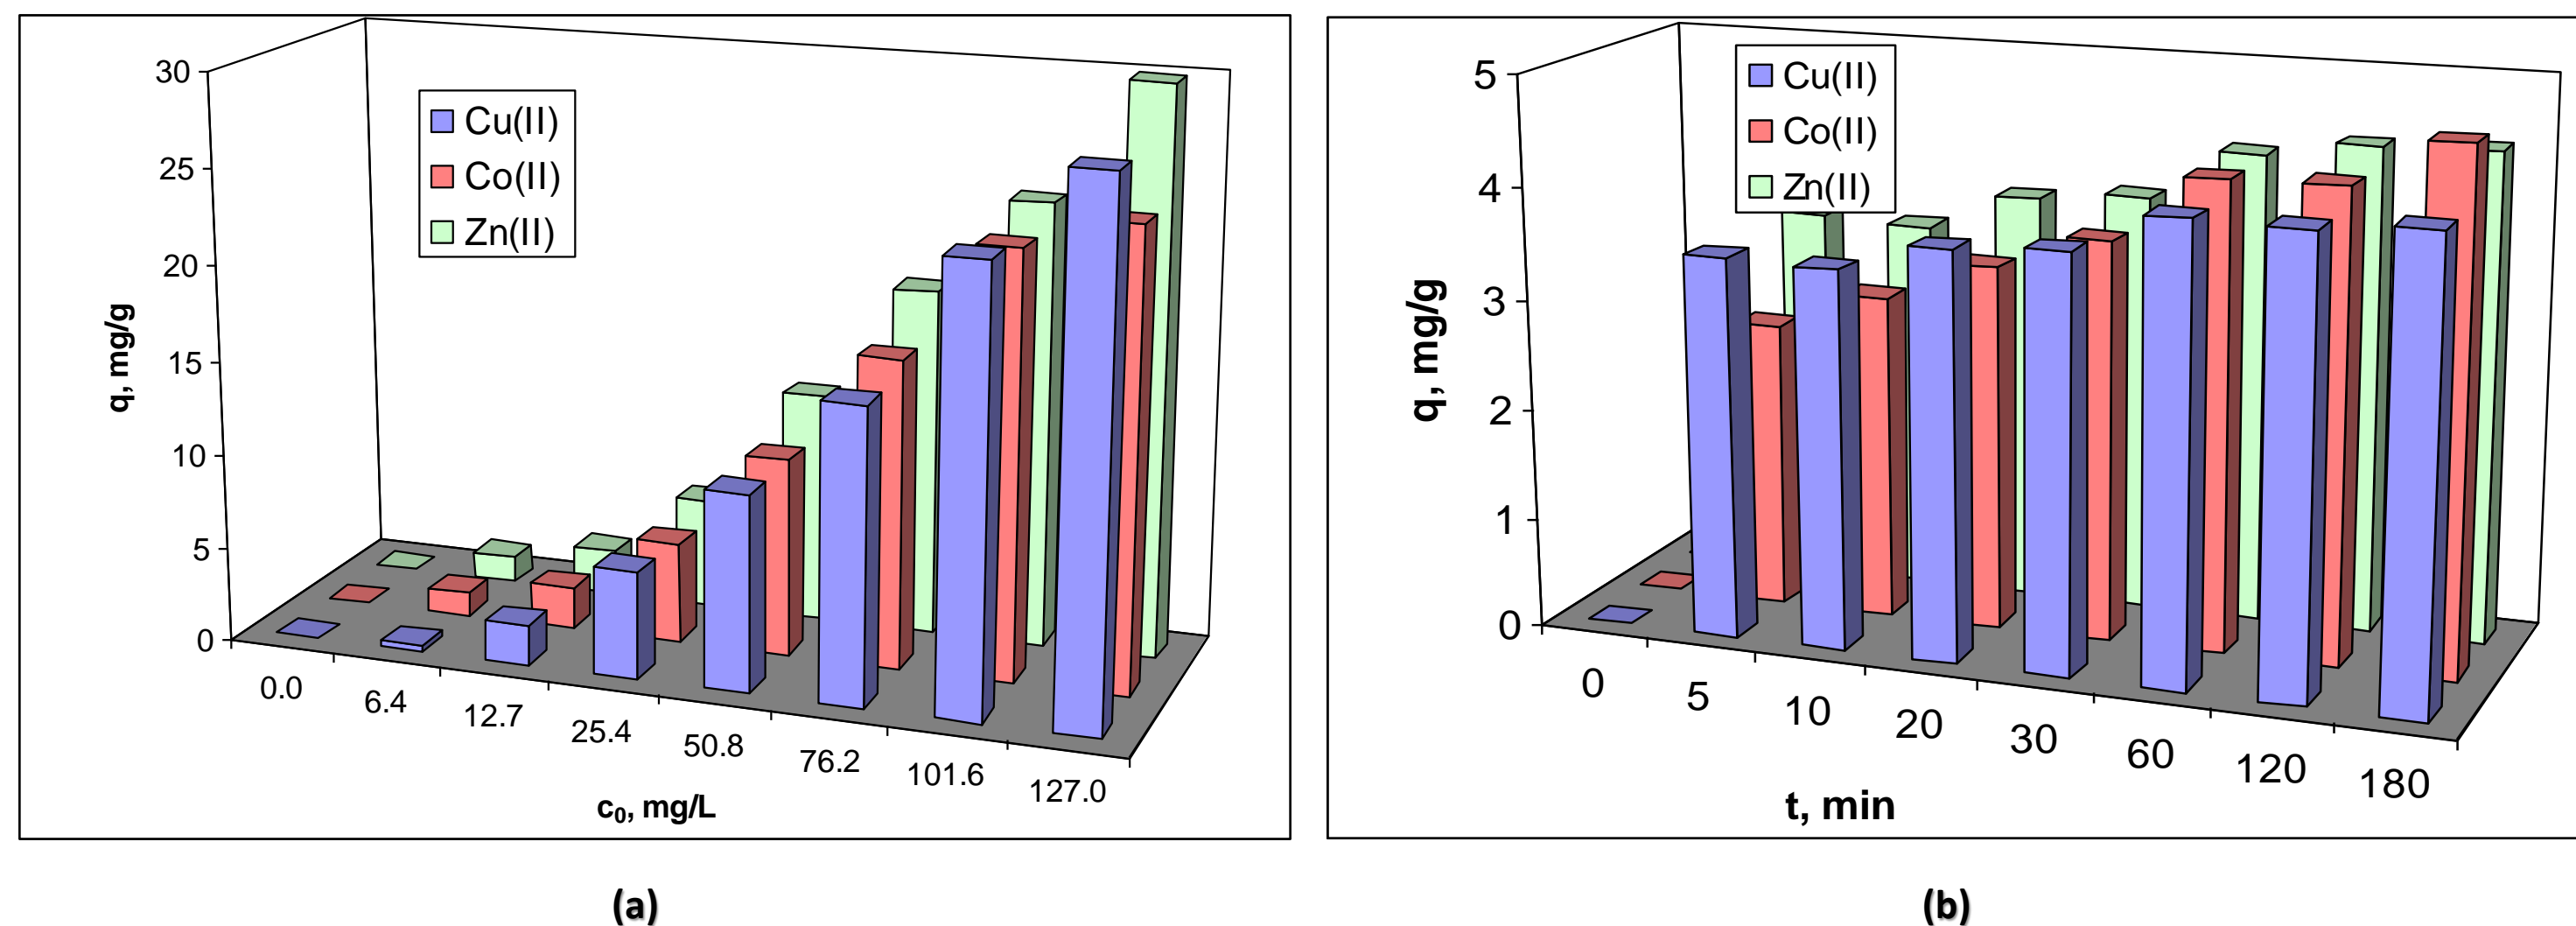 30
25
20
15
10
5
0
q, mg/g
Cu(II)
Co(II)
Zn(II)
0.0
6.4
12.7
25.4
50.8
76.2
101.6
127.0
c₀, mg/L
(a)
5
4
3
2
1
0
q, mg/g
Cu(II)
Co(II)
Zn(II)
0
5
10
20
30
60
120
180
t, min
(b)